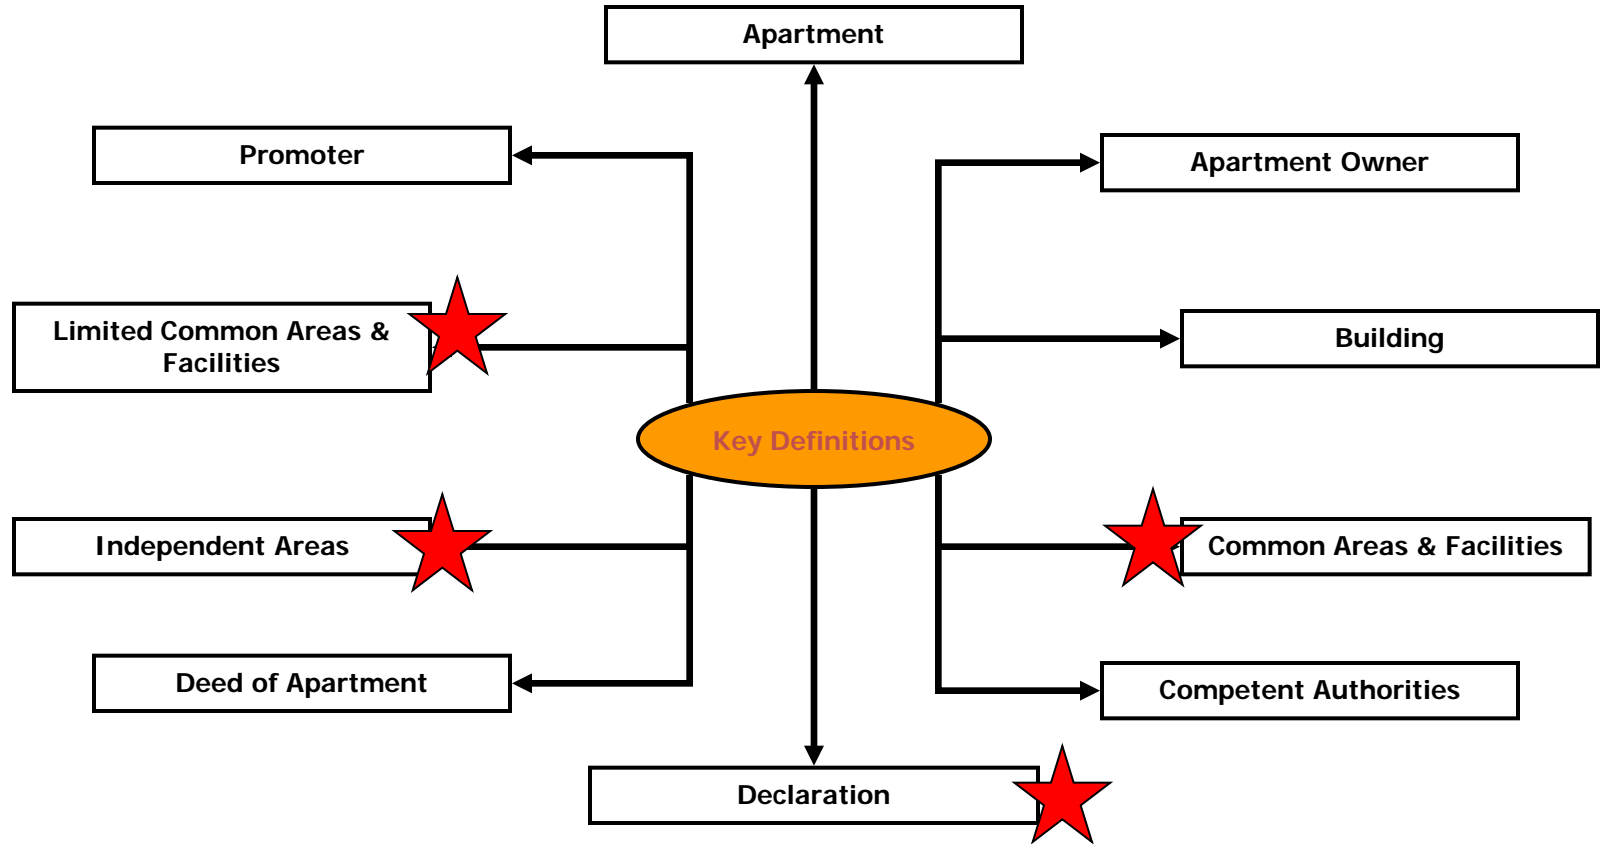 Apartment
Promoter
Apartment Owner
Limited Common Areas &
Facilities
Building
Key Definitions
Independent Areas
Common Areas & Facilities
Deed of Apartment
Competent Authorities
Declaration